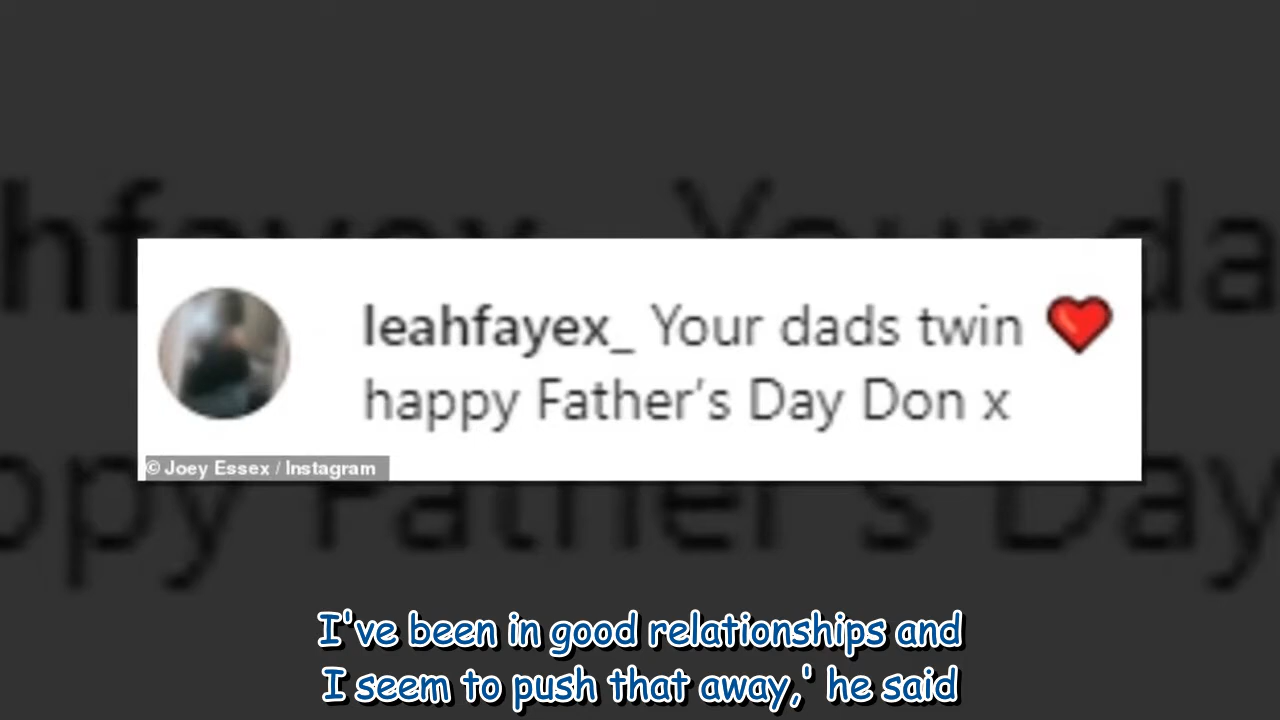 leahfayex_ Your dads twin ❤️
happy Father's Day Don x
© Joey Essex / Instagram
I've been in good relationships and
I seem to push that away,' he said